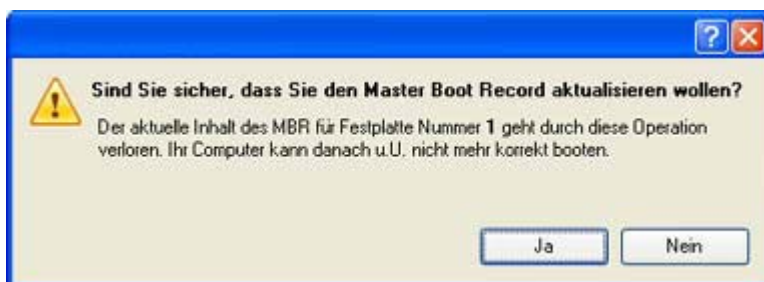 Sind Sie sicher, dass Sie den Master Boot Record aktualisieren wollen?
Der aktuelle Inhalt des MBR für Festplatte Nummer 1 geht durch diese Operation
verloren. Ihr Computer kann danach u.U. nicht mehr korrekt booten.
Ja Nein